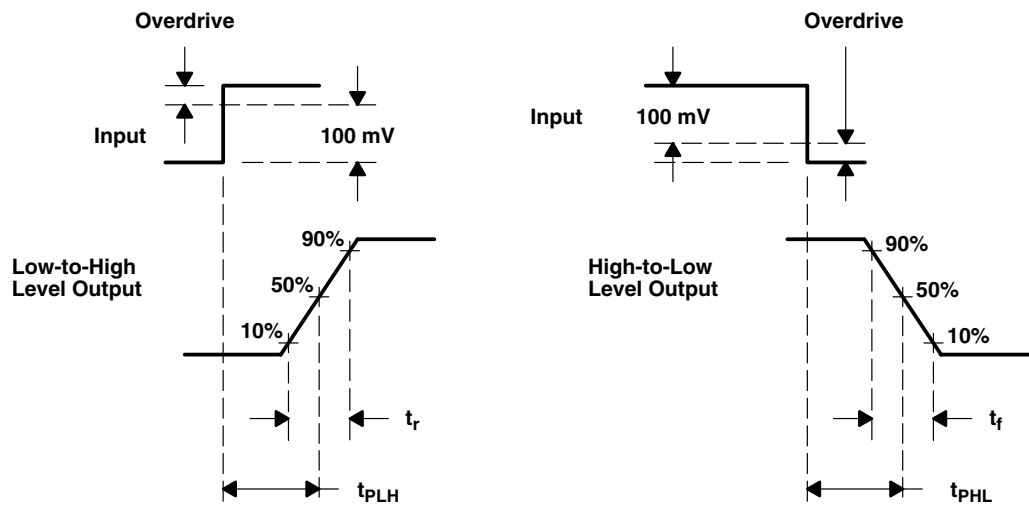 Overdrive
Input
100 mV
Low-to-High
Level Output
90%
50%
10%
tr
tPLH
Overdrive
Input
100 mV
High-to-Low
Level Output
90%
50%
10%
tf
tPHL